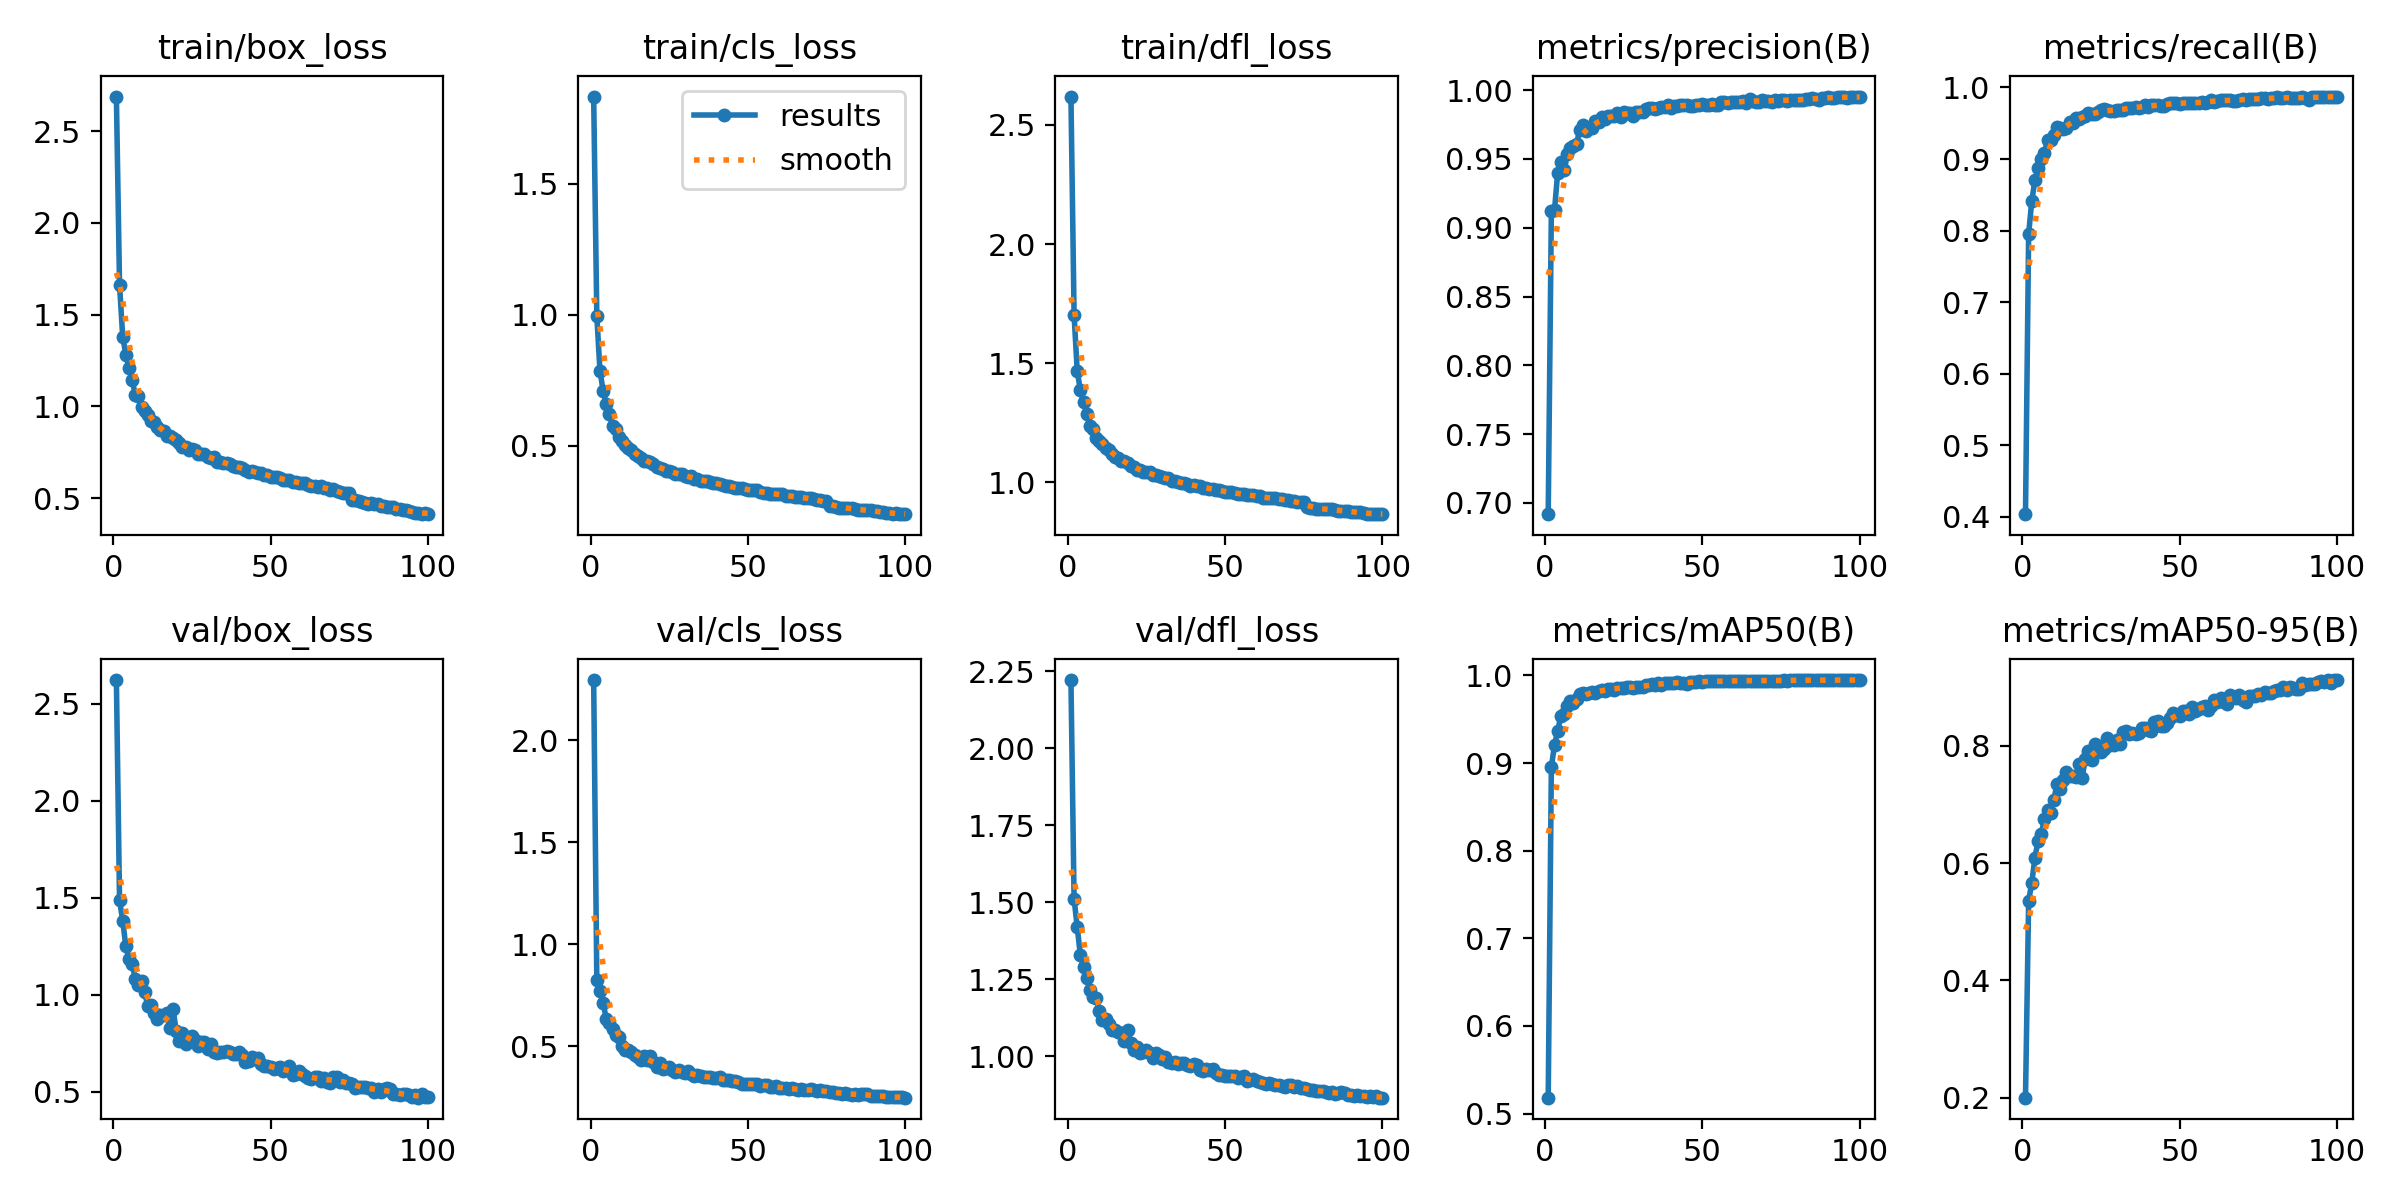 train/box_loss
2.5
2.0
1.5
1.0
0.5
0 50 100
train/cls_loss
results
smooth
1.5
1.0
0.5
0 50 100
train/dfl_loss
2.5
2.0
1.5
1.0
0 50 100
metrics/precision(B)
1.00
0.95
0.90
0.85
0.80
0.75
0.70
0 50 100
metrics/recall(B)
1.0
0.9
0.8
0.7
0.6
0.5
0.4
0 50 100
val/box_loss
2.5
2.0
1.5
1.0
0.5
0 50 100
val/cls_loss
2.0
1.5
1.0
0.5
0 50 100
val/dfl_loss
2.25
2.00
1.75
1.50
1.25
1.00
0 50 100
metrics/mAP50(B)
1.0
0.9
0.8
0.7
0.6
0.5
0 50 100
metrics/mAP50-95(B)
0.8
0.6
0.4
0.2
0 50 100